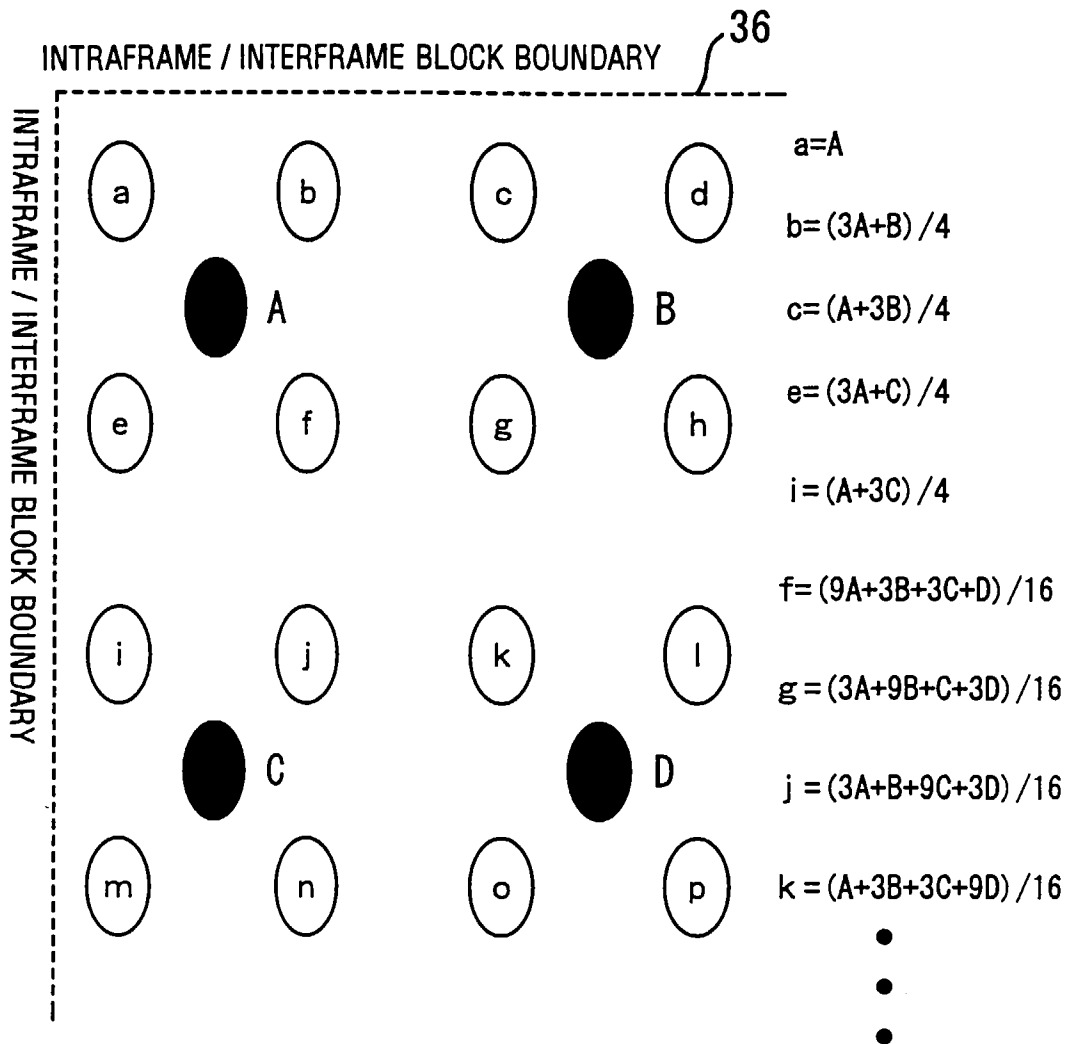 36
INTRAFRAME / INTERFRAME BLOCK BOUNDARY
INTRAFRAME / INTERFRAME BLOCK BOUNDARY
a b c d
A B
e f g h
i j k l
C D
m n o p
a=A
b=(3A+B)/4
c=(A+3B)/4
e=(3A+C)/4
i=(A+3C)/4
f=(9A+3B+3C+D)/16
g=(3A+9B+C+3D)/16
j=(3A+B+9C+3D)/16
k=(A+3B+3C+9D)/16